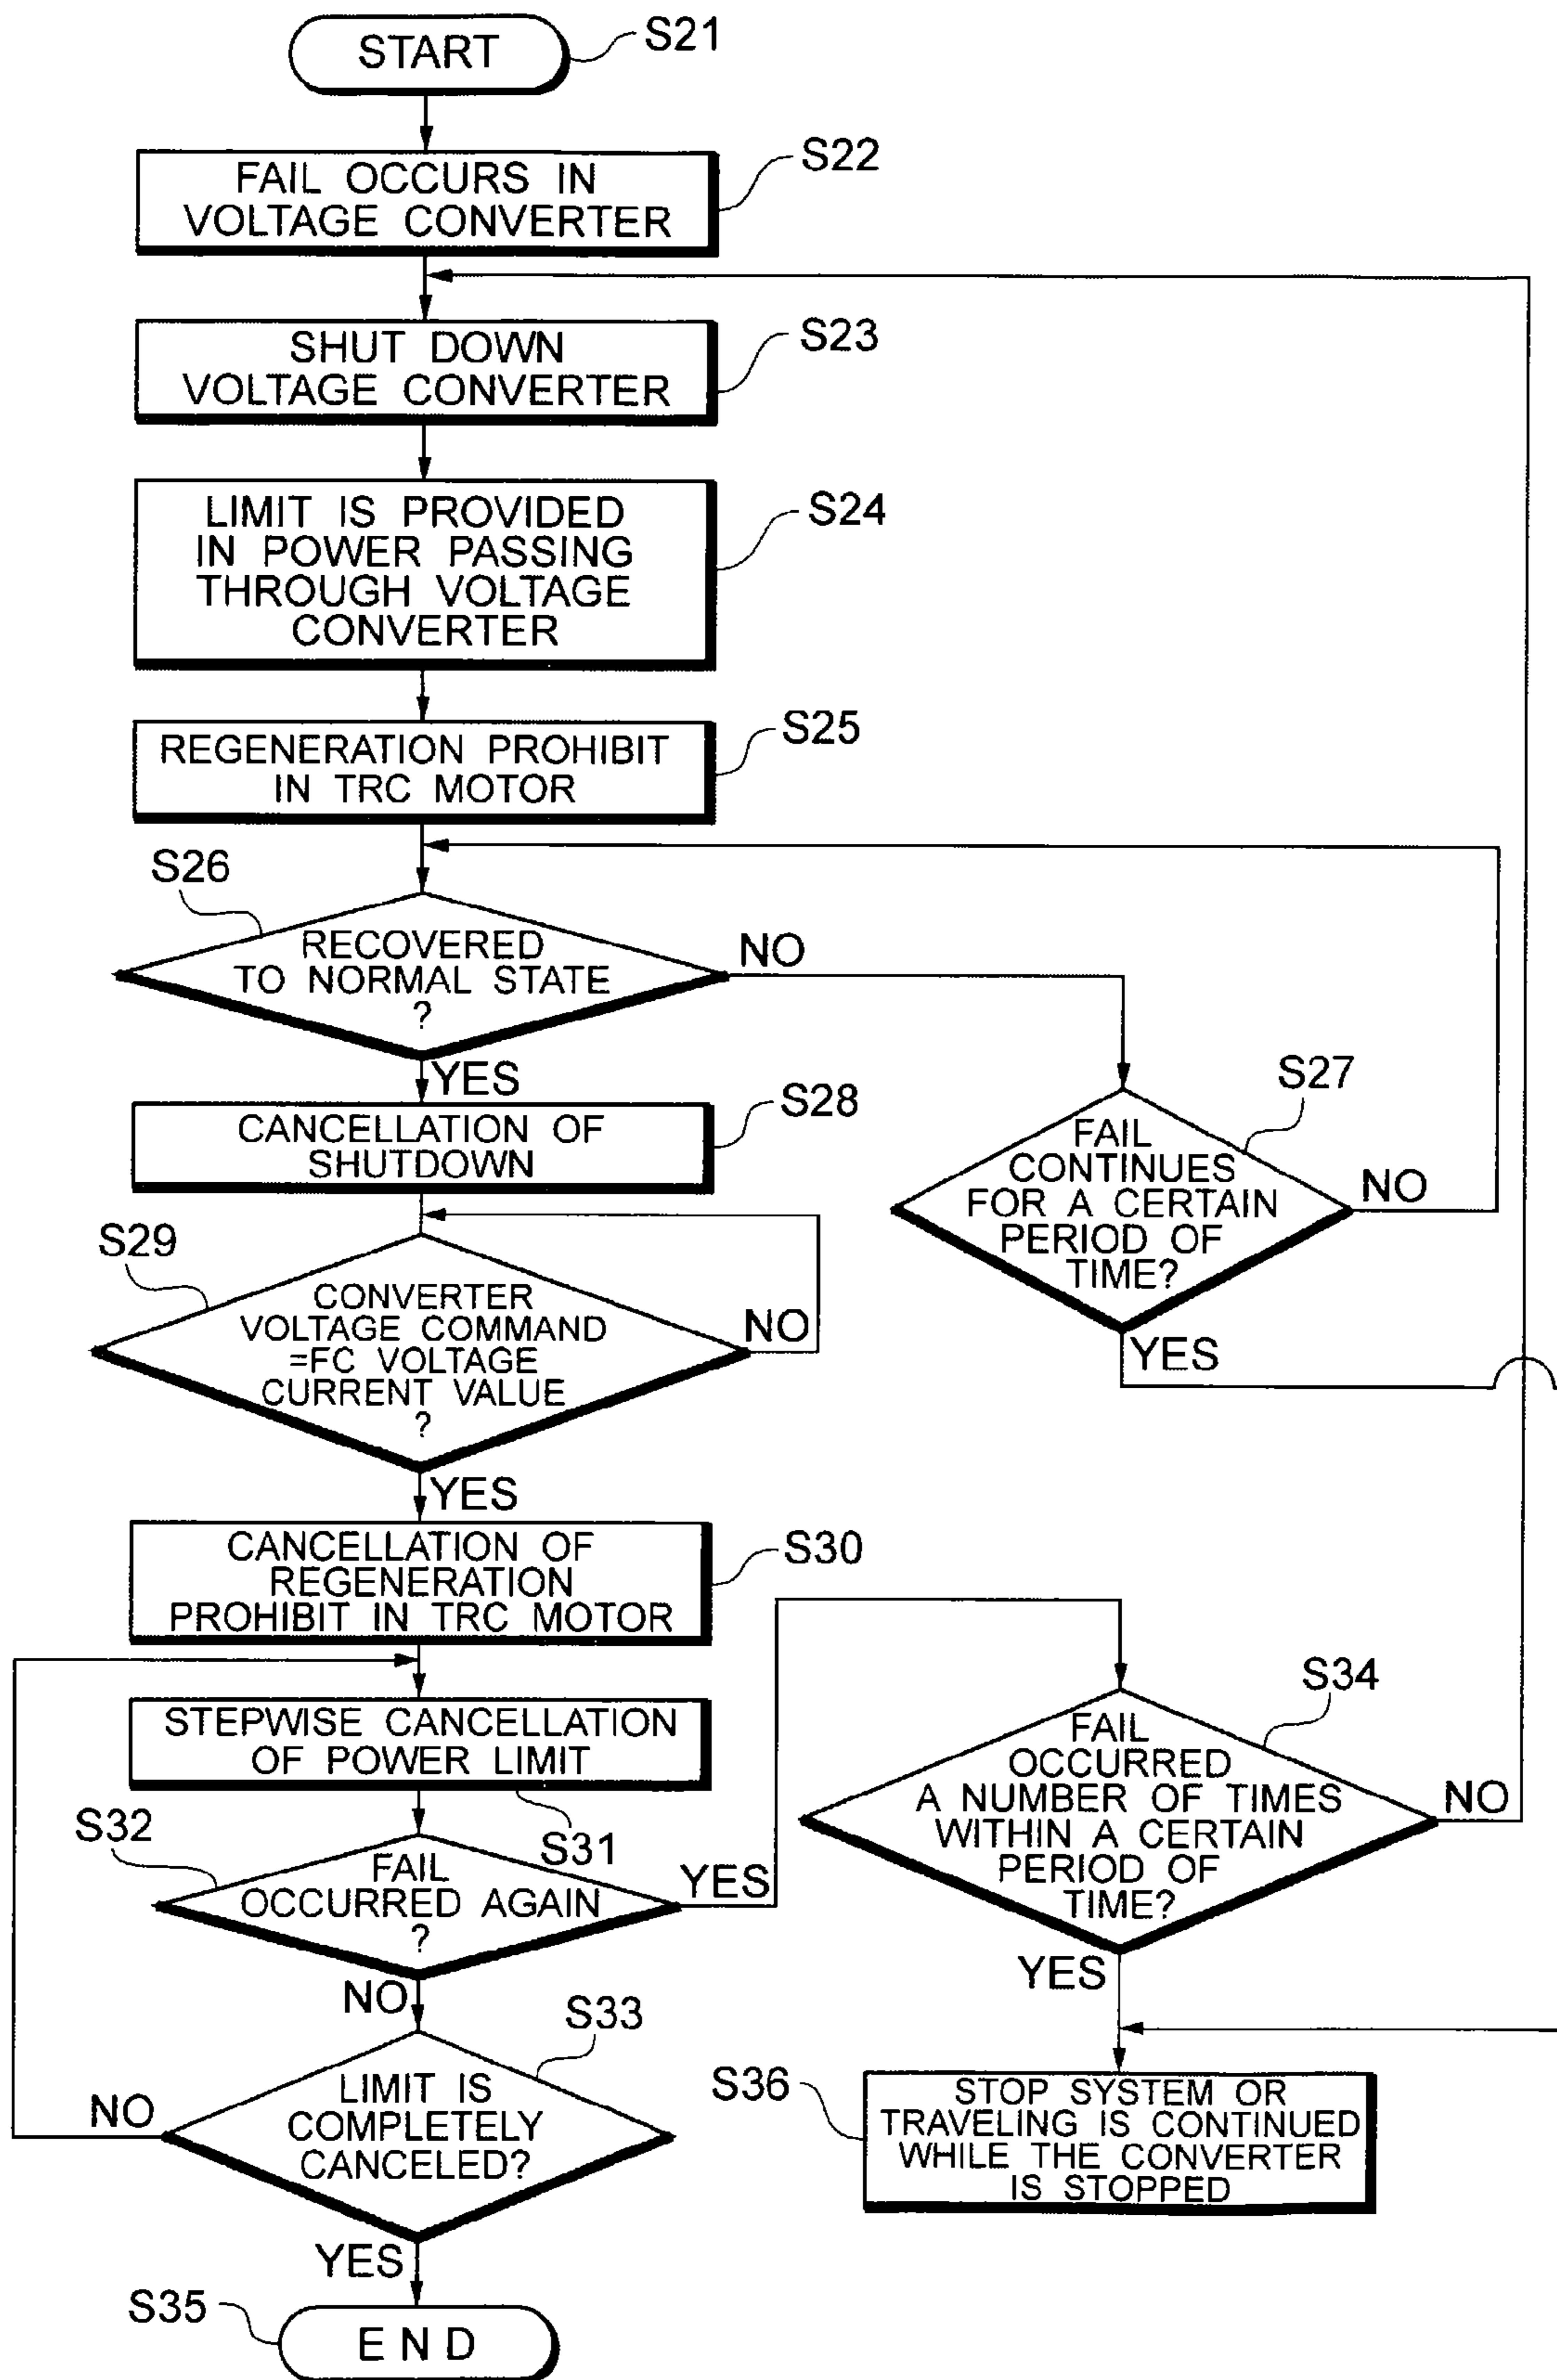 START
S21
FAIL OCCURS IN
VOLTAGE CONVERTER
S22
SHUT DOWN
VOLTAGE CONVERTER
S23
LIMIT IS PROVIDED
IN POWER PASSING
THROUGH VOLTAGE
CONVERTER
S24
REGENERATION PROHIBIT
IN TRC MOTOR
S25
S26
RECOVERED
TO NORMAL STATE
?
NO
YES
S27
FAIL
CONTINUES
FOR A CERTAIN
PERIOD OF
TIME?
NO
YES
CANCELLATION OF
SHUTDOWN
S28
S29
CONVERTER
VOLTAGE COMMAND
=FC VOLTAGE
CURRENT VALUE
?
NO
YES
CANCELLATION OF
REGENERATION
PROHIBIT IN TRC MOTOR
S30
STEPWISE CANCELLATION
OF POWER LIMIT
S31
S32
FAIL
OCCURRED AGAIN
?
YES
NO
S34
FAIL
OCCURRED
A NUMBER OF TIMES
WITHIN A CERTAIN
PERIOD OF
TIME?
NO
YES
S33
LIMIT IS
COMPLETELY
CANCELED?
NO
YES
S36
STOP SYSTEM OR
TRAVELING IS CONTINUED
WHILE THE CONVERTER
IS STOPPED
S35
END